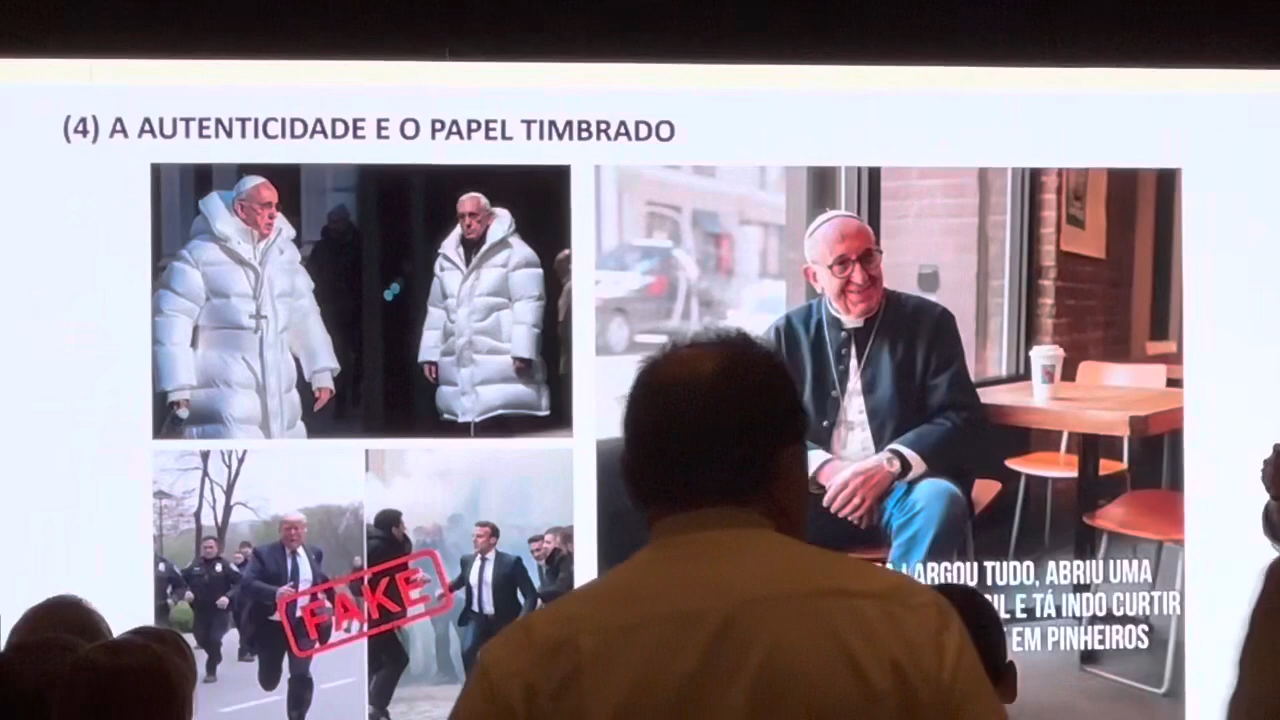 (4) A AUTENTICIDADE E O PAPEL TIMBRADO
FAKE
LARGOU TUDO, ABRIU UMA
E TÁ INDO CURTIR
EM PINHEIROS